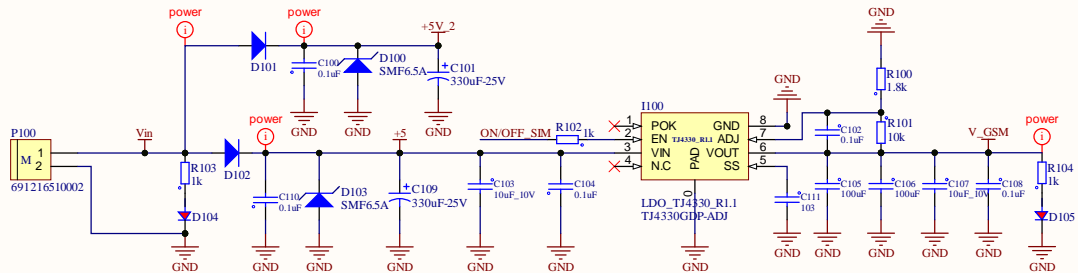 power
power
+5V_2
D101
C100
0.1uF
D100
SMF6.5A
C101
330uF-25V
GND
GND
GND
GND
R100
1.8k
GND
I100
P100
M
1
2
691216510002
Vin
R103
1k
D104
GND
power
D102
C110
0.1uF
GND
D103
SMF6.5A
GND
+5
C109
330uF-25V
GND
C103
10uF_10V
GND
ON/OFF_SIM
R102
1k
C104
0.1uF
GND
1
2
3
4
POK
EN
VIN
N.C
TJ4330_R1.1
PAD
0
GND
ADJ
VOUT
SS
8
7
6
5
LDO_TJ4330_R1.1
TJ4330GDP-ADJ
GND
C111
103
GND
C102
0.1uF
R101
10k
C105
100uF
GND
C106
100uF
GND
C107
10uF_10V
GND
V_GSM
C108
0.1uF
GND
power
R104
1k
D105
GND